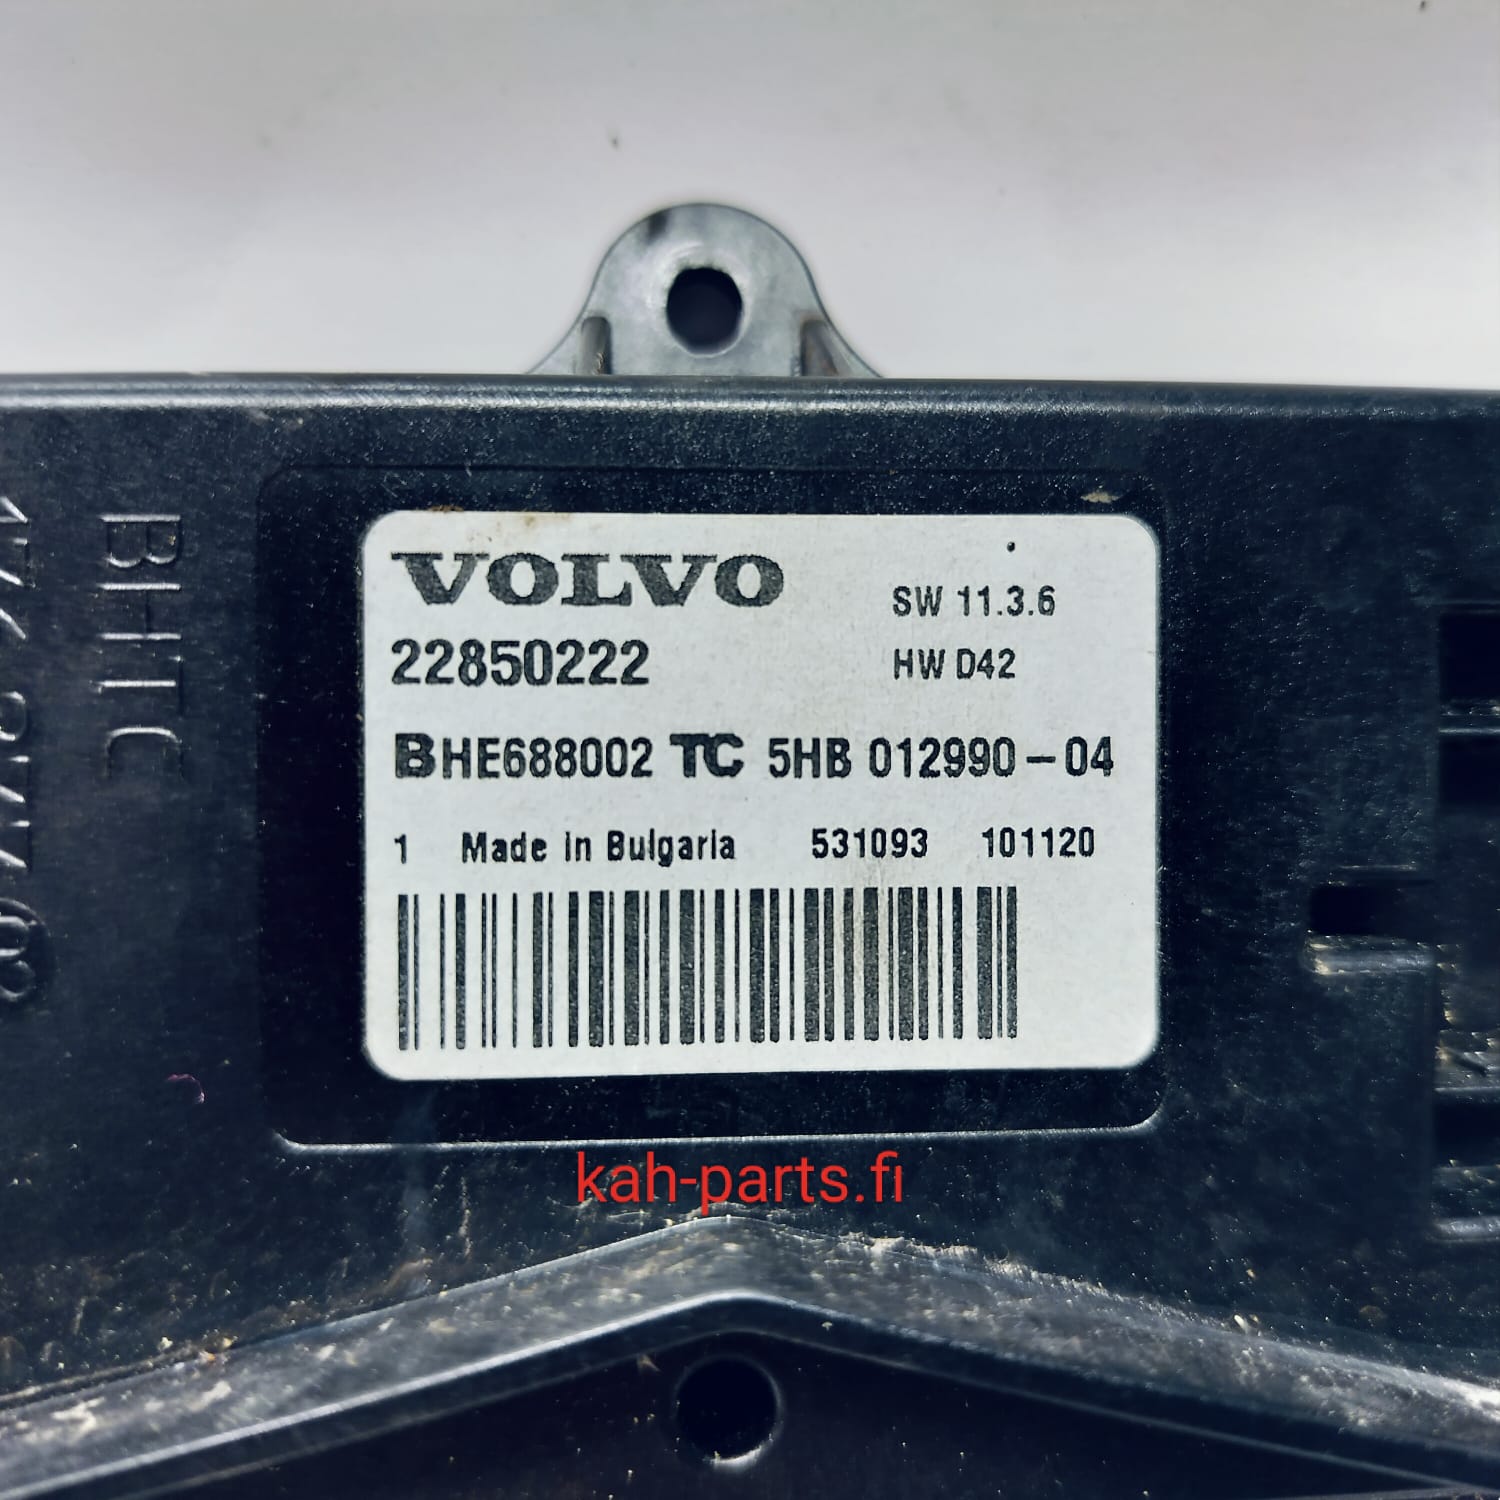 VOLVO SW 11.3.6
22850222 HW D42
BHE688002 TC 5HB 012990-04
1 Made in Bulgaria 531093 101120
kah-parts.fi
BHTC